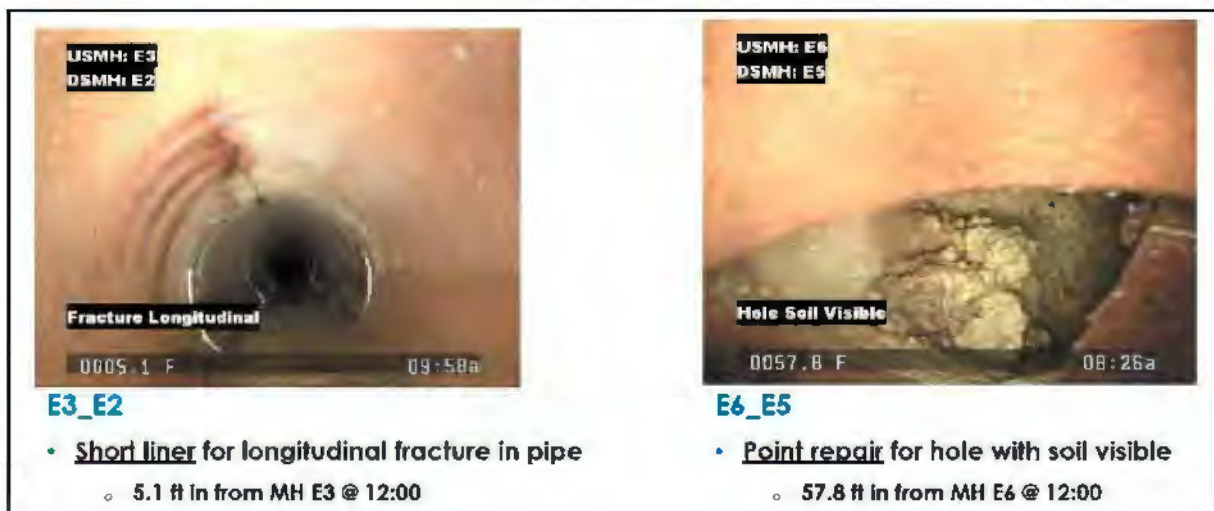 USMH: E3
DSMH: E2
Fracture Longitudinal
0005.1 F 09:58a
E3_E2
• Short liner for longitudinal fracture in pipe
○ 5.1 ft in from MH E3 @ 12:00
USMH: E6
DSMH: E5
Hole Soil Visible
0057.8 F 08:26a
E6_E5
• Point repair for hole with soil visible
○ 57.8 ft in from MH E6 @ 12:00